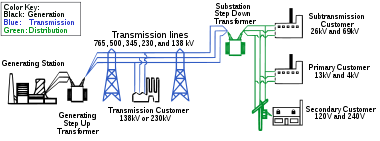 Color Key:
Black: Generation
Blue: Transmission
Green: Distribution
Generating Station
Generating
Step Up
Transformer
Transmission lines
765, 500, 345, 230, and 138 kV
Transmission Customer
138kV or 230kV
Substation
Step Down
Transformer
Subtransmission
Customer
26kV and 69kV
Primary Customer
13kV and 4kV
Secondary Customer
120V and 240V